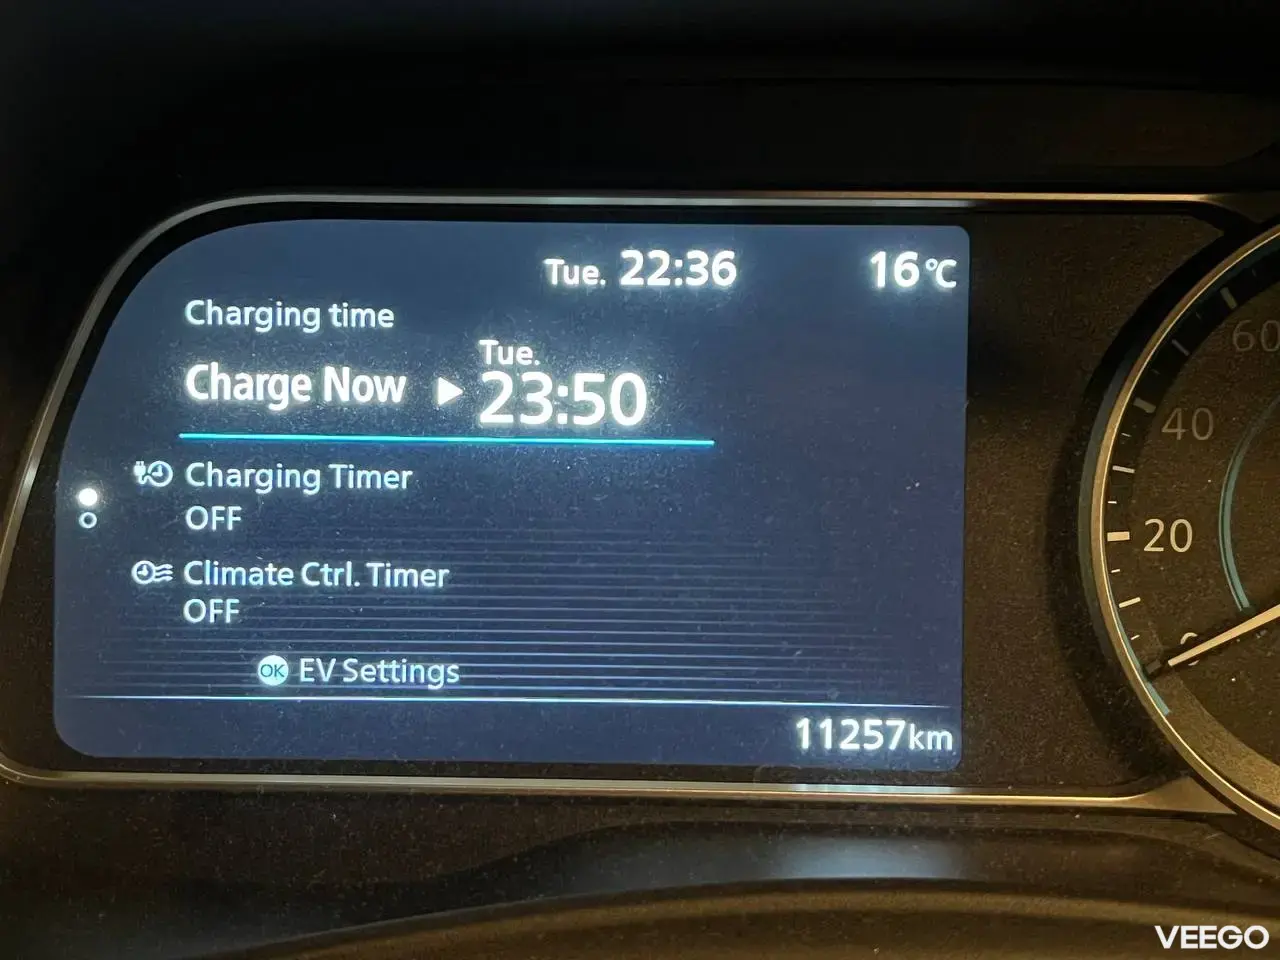 Tue. 22:36 16°C
Charging time
Charge Now ▶ Tue. 23:50
Charging Timer
OFF
Climate Ctrl. Timer
OFF
OK EV Settings
11257km
60
40
20
0
VEEGO